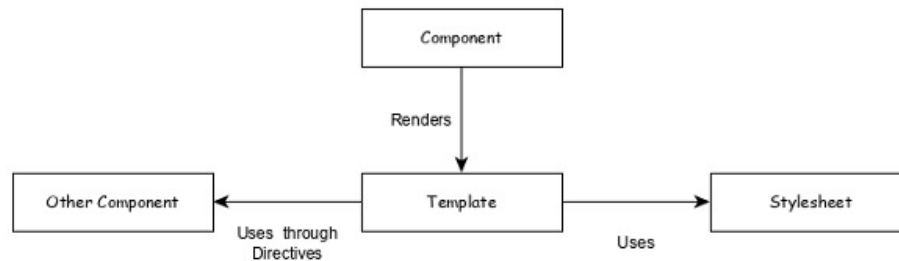 Component
Renders
Other Component
Template
Stylesheet
Uses through
Directives
Uses